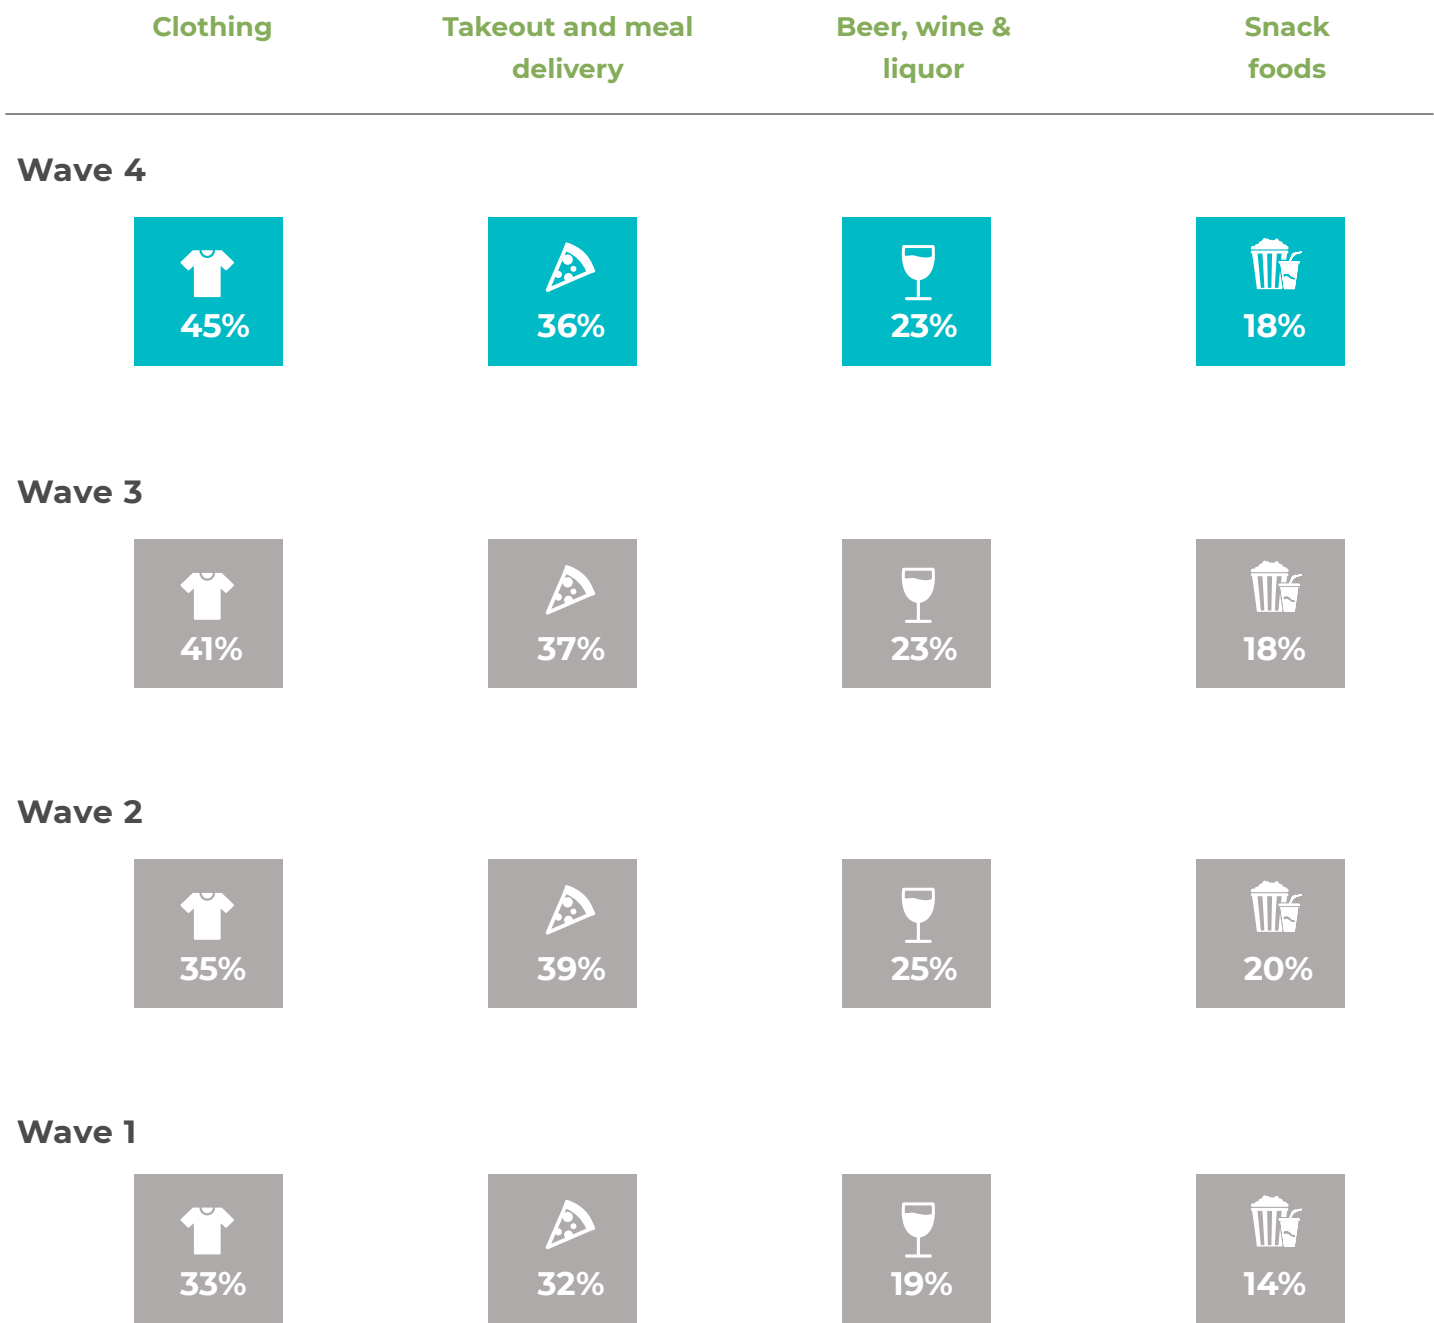 Clothing
Takeout and meal
delivery
Beer, wine &
liquor
Snack
foods
Wave 4
45%
36%
23%
18%
Wave 3
41%
37%
23%
18%
Wave 2
35%
39%
25%
20%
Wave 1
33%
32%
19%
14%